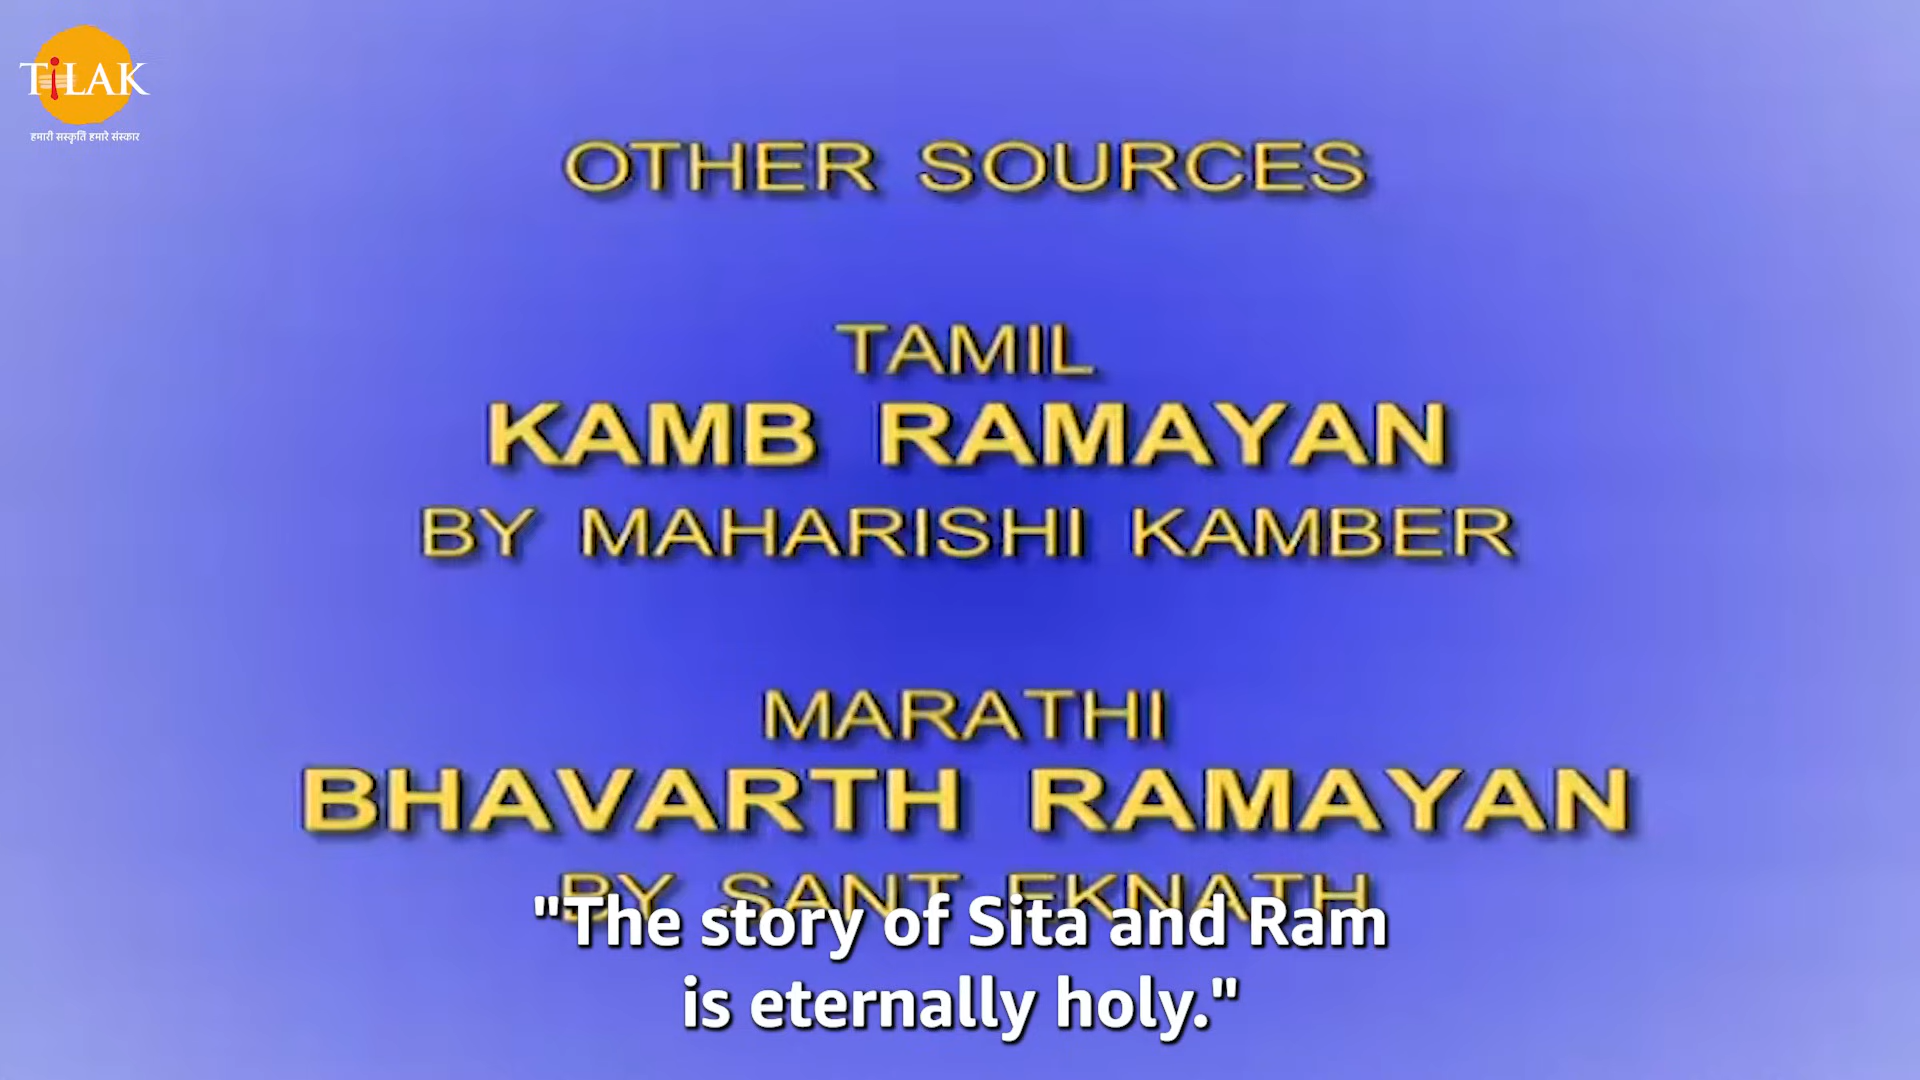 TiLAK
हमारी सस्कृति हमारे संस्कार
OTHER SOURCES
TAMIL
KAMB RAMAYAN
BY MAHARISHI KAMBER
MARATHI
BHAVARTH RAMAYAN
BY SANT EKNATH
"The story of Sita and Ram
is eternally holy."